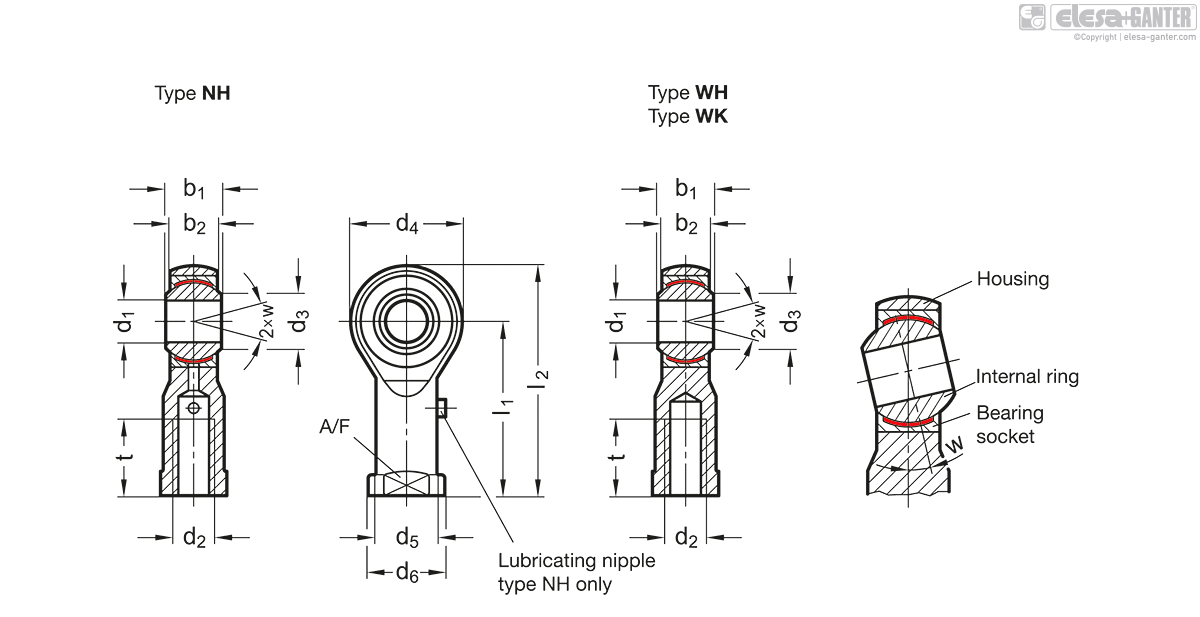 elesa+GANTER
©Copyright | elesa-ganter.com
Type NH
Type WH
Type WK
b1
b2
d4
b1
b2
d1
2×w
d3
l1
l2
d1
2×w
d3
Housing
Internal ring
Bearing
socket
w
A/F
t
t
d2
d5
d6
d2
Lubricating nipple
type NH only